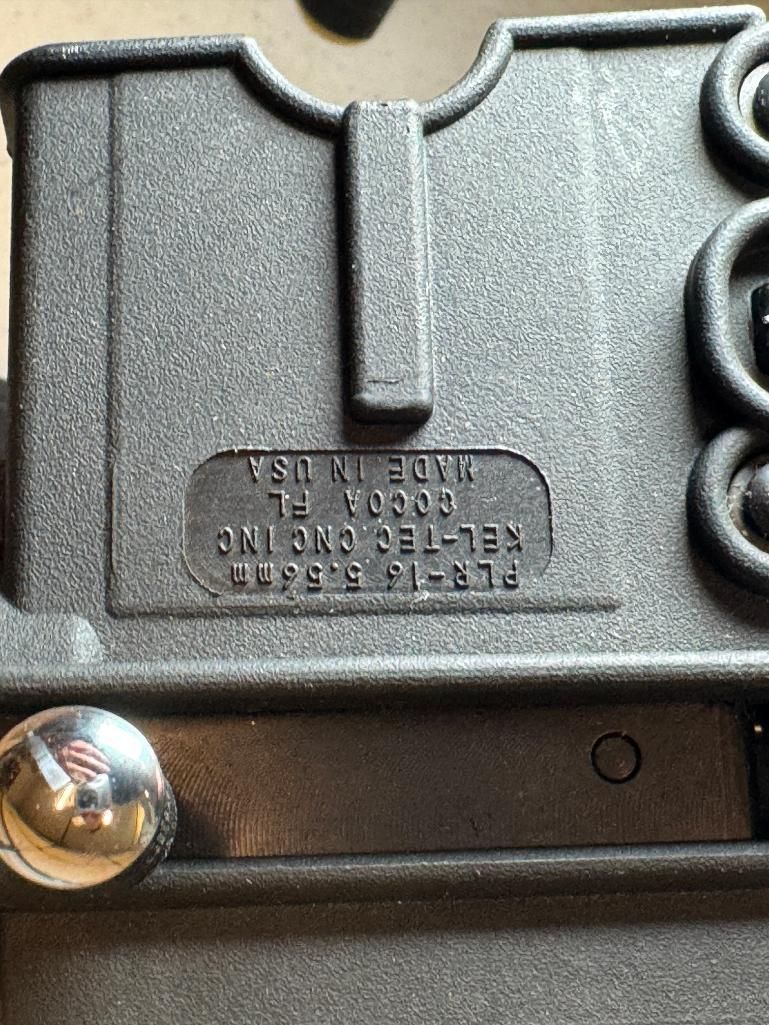 PLR-16 5.56mm
KEL-TEC CNC INC
COCOA FL
MADE IN USA